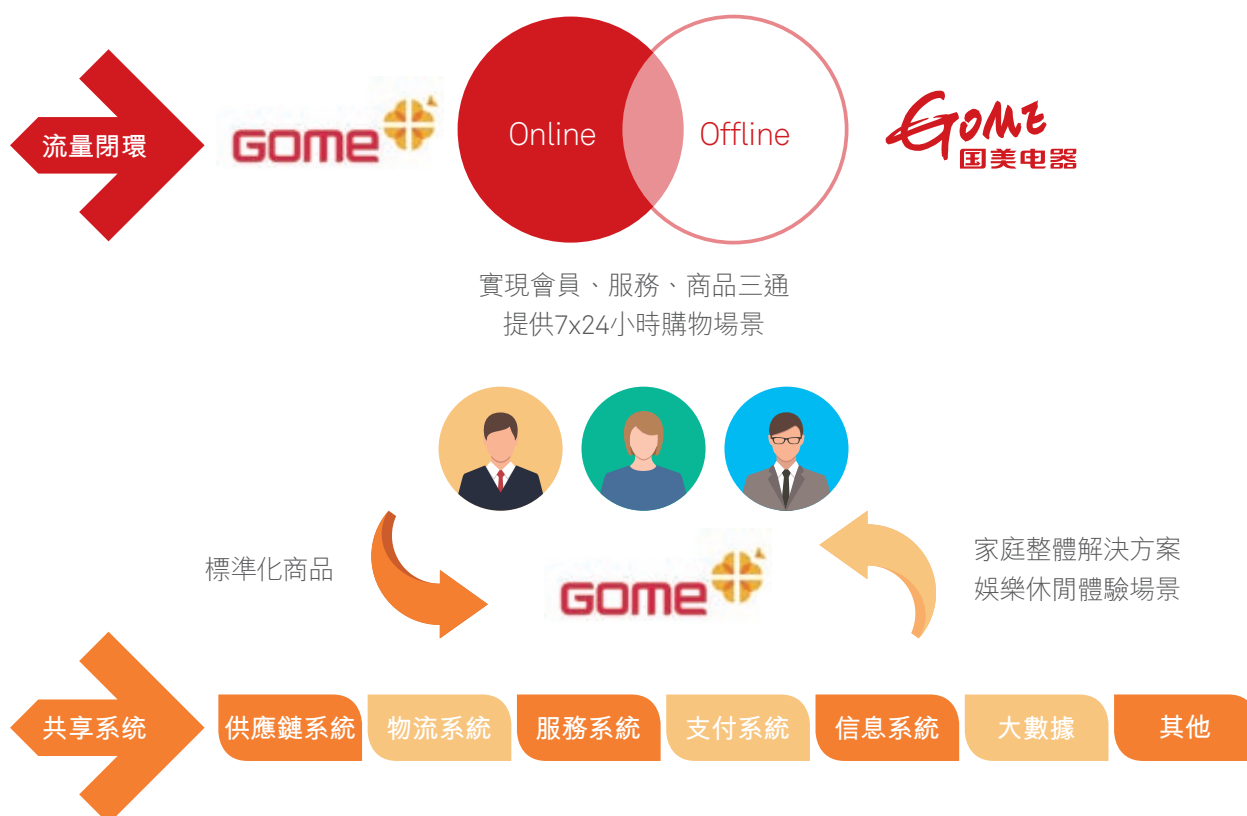 流量閉環
GOME
Online
Offline
GOME
国美电器
實現會員、服務、商品三通
提供7x24小時購物場景
標準化商品
GOME
家庭整體解決方案
娛樂休閒體驗場景
共享系统
供應鏈系統
物流系統
服務系統
支付系統
信息系統
大數據
其他